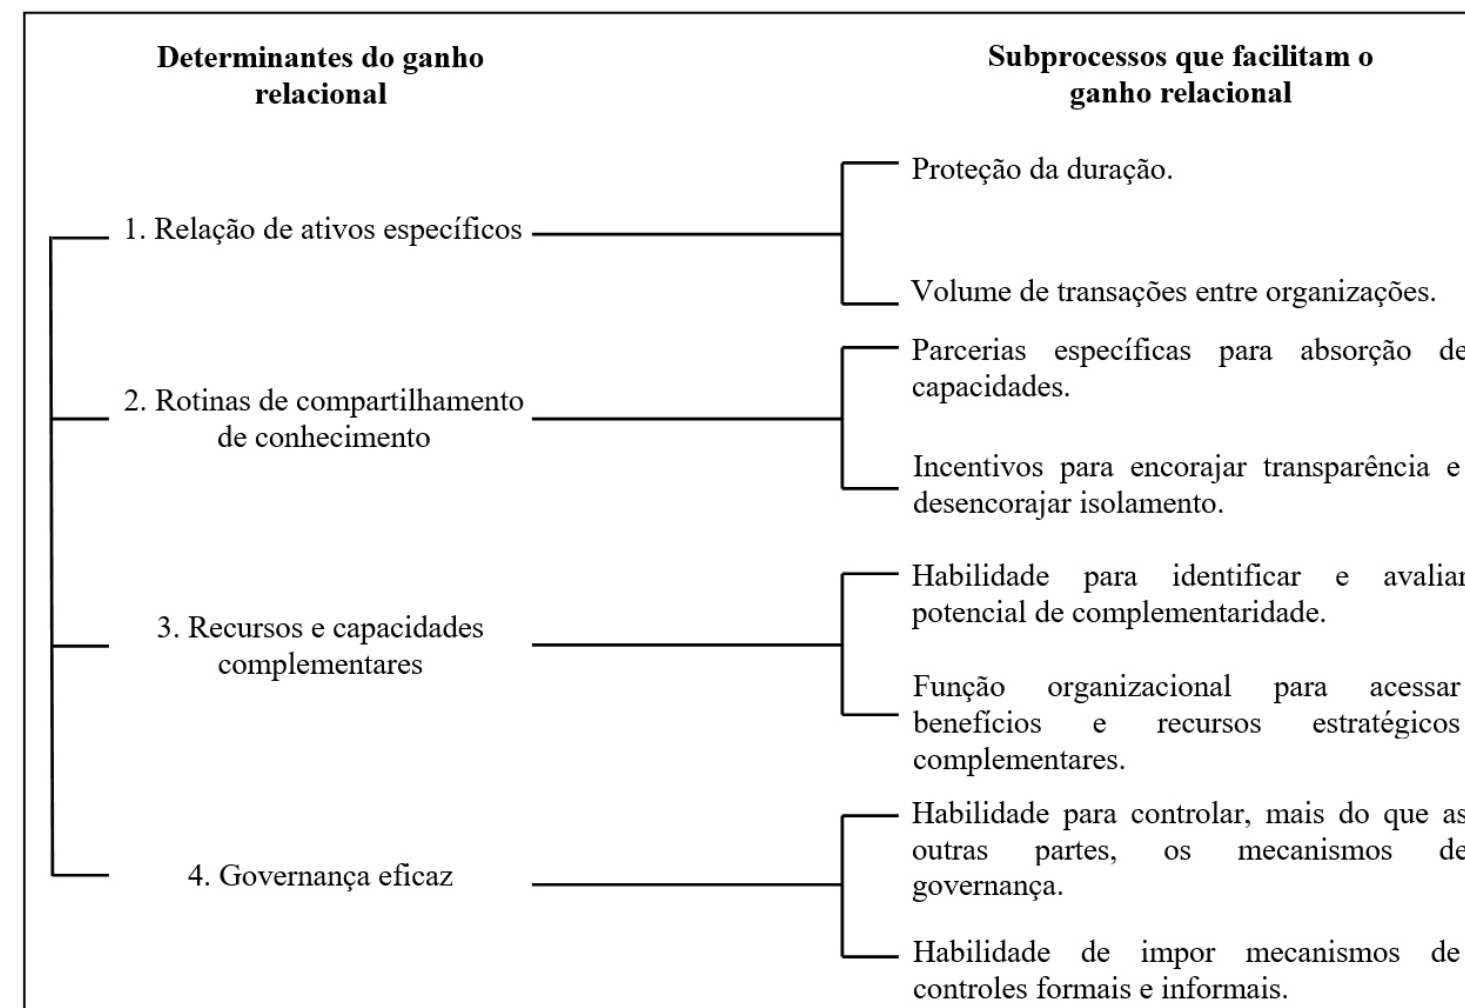 Determinantes do ganho
relacional
Subprocessos que facilitam o
ganho relacional
1. Relação de ativos específicos
Proteção da duração.
Volume de transações entre organizações.
2. Rotinas de compartilhamento
de conhecimento
Parcerias específicas para absorção de
capacidades.
Incentivos para encorajar transparência e
desencorajar isolamento.
3. Recursos e capacidades
complementares
Habilidade para identificar e avaliar
potencial de complementaridade.
Função organizacional para acessar
benefícios e recursos estratégicos
complementares.
4. Governança eficaz
Habilidade para controlar, mais do que as
outras partes, os mecanismos de
governança.
Habilidade de impor mecanismos de
controles formais e informais.